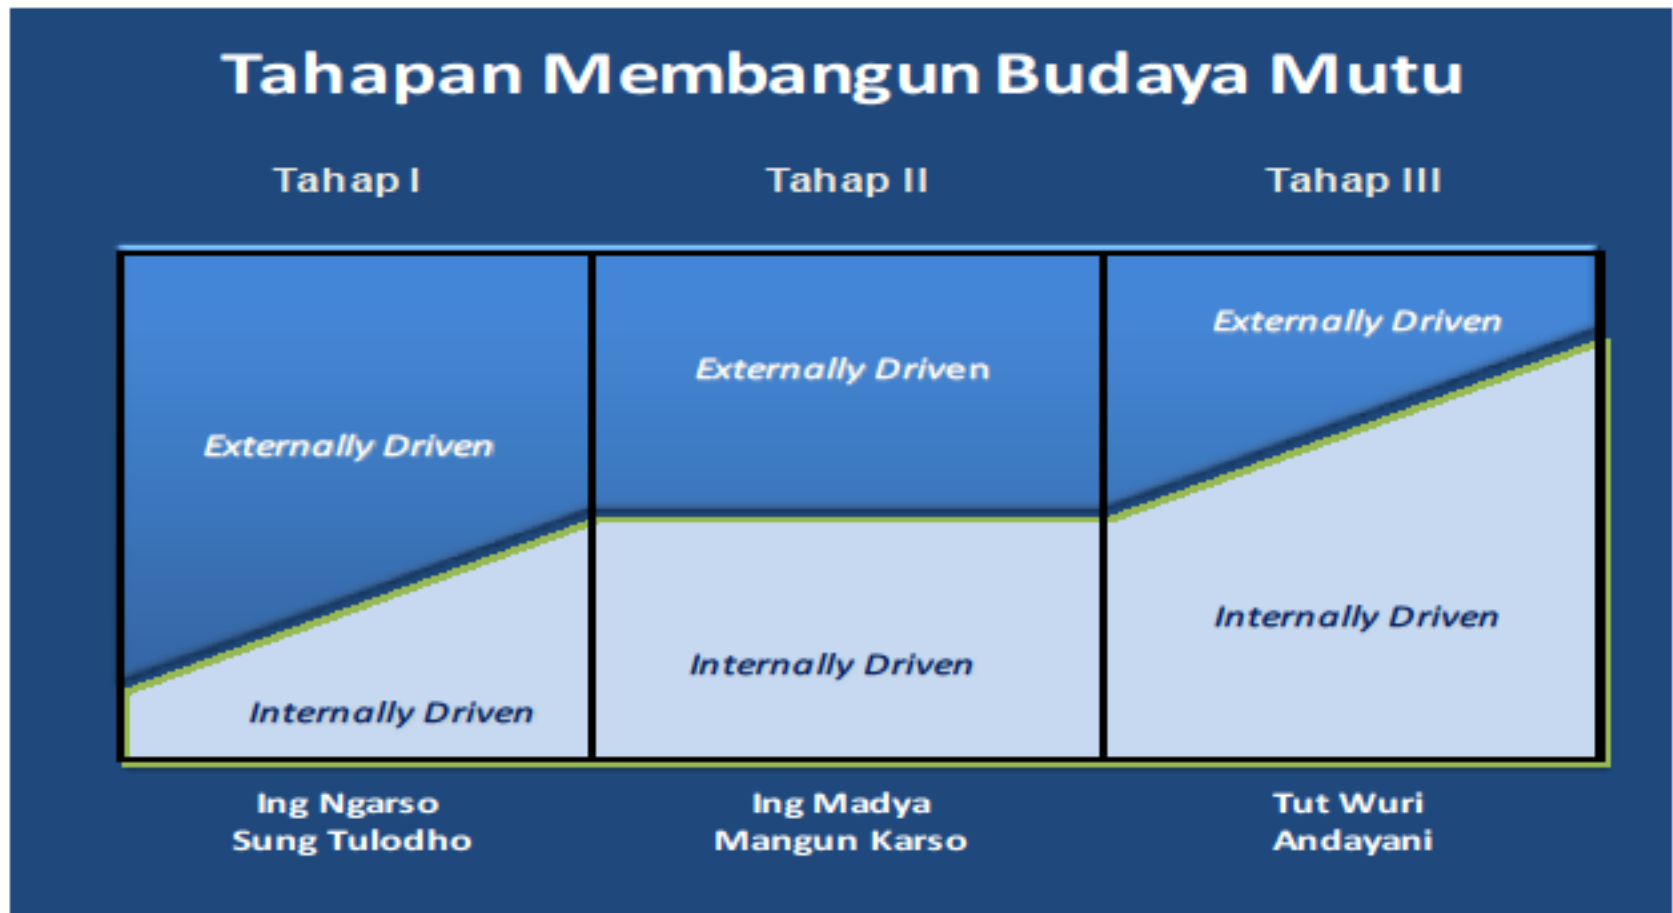 Tahapan Membangun Budaya Mutu
Tahap I
Tahap II
Tahap III
Externally Driven
Externally Driven
Externally Driven
Internally Driven
Internally Driven
Internally Driven
Ing Ngarso
Sung Tulodho
Ing Madya
Mangun Karso
Tut Wuri
Andayani